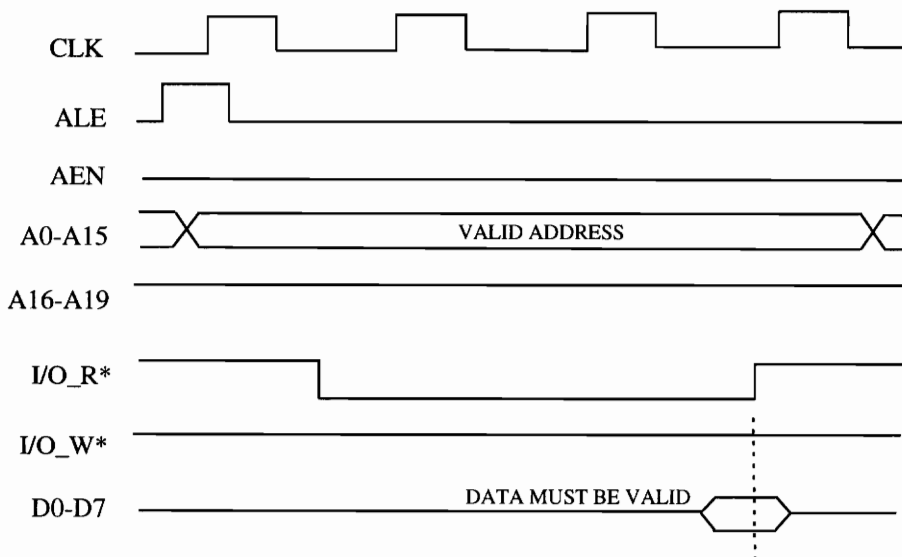 CLK
ALE
AEN
A0-A15
VALID ADDRESS
A16-A19
I/O_R*
I/O_W*
D0-D7
DATA MUST BE VALID